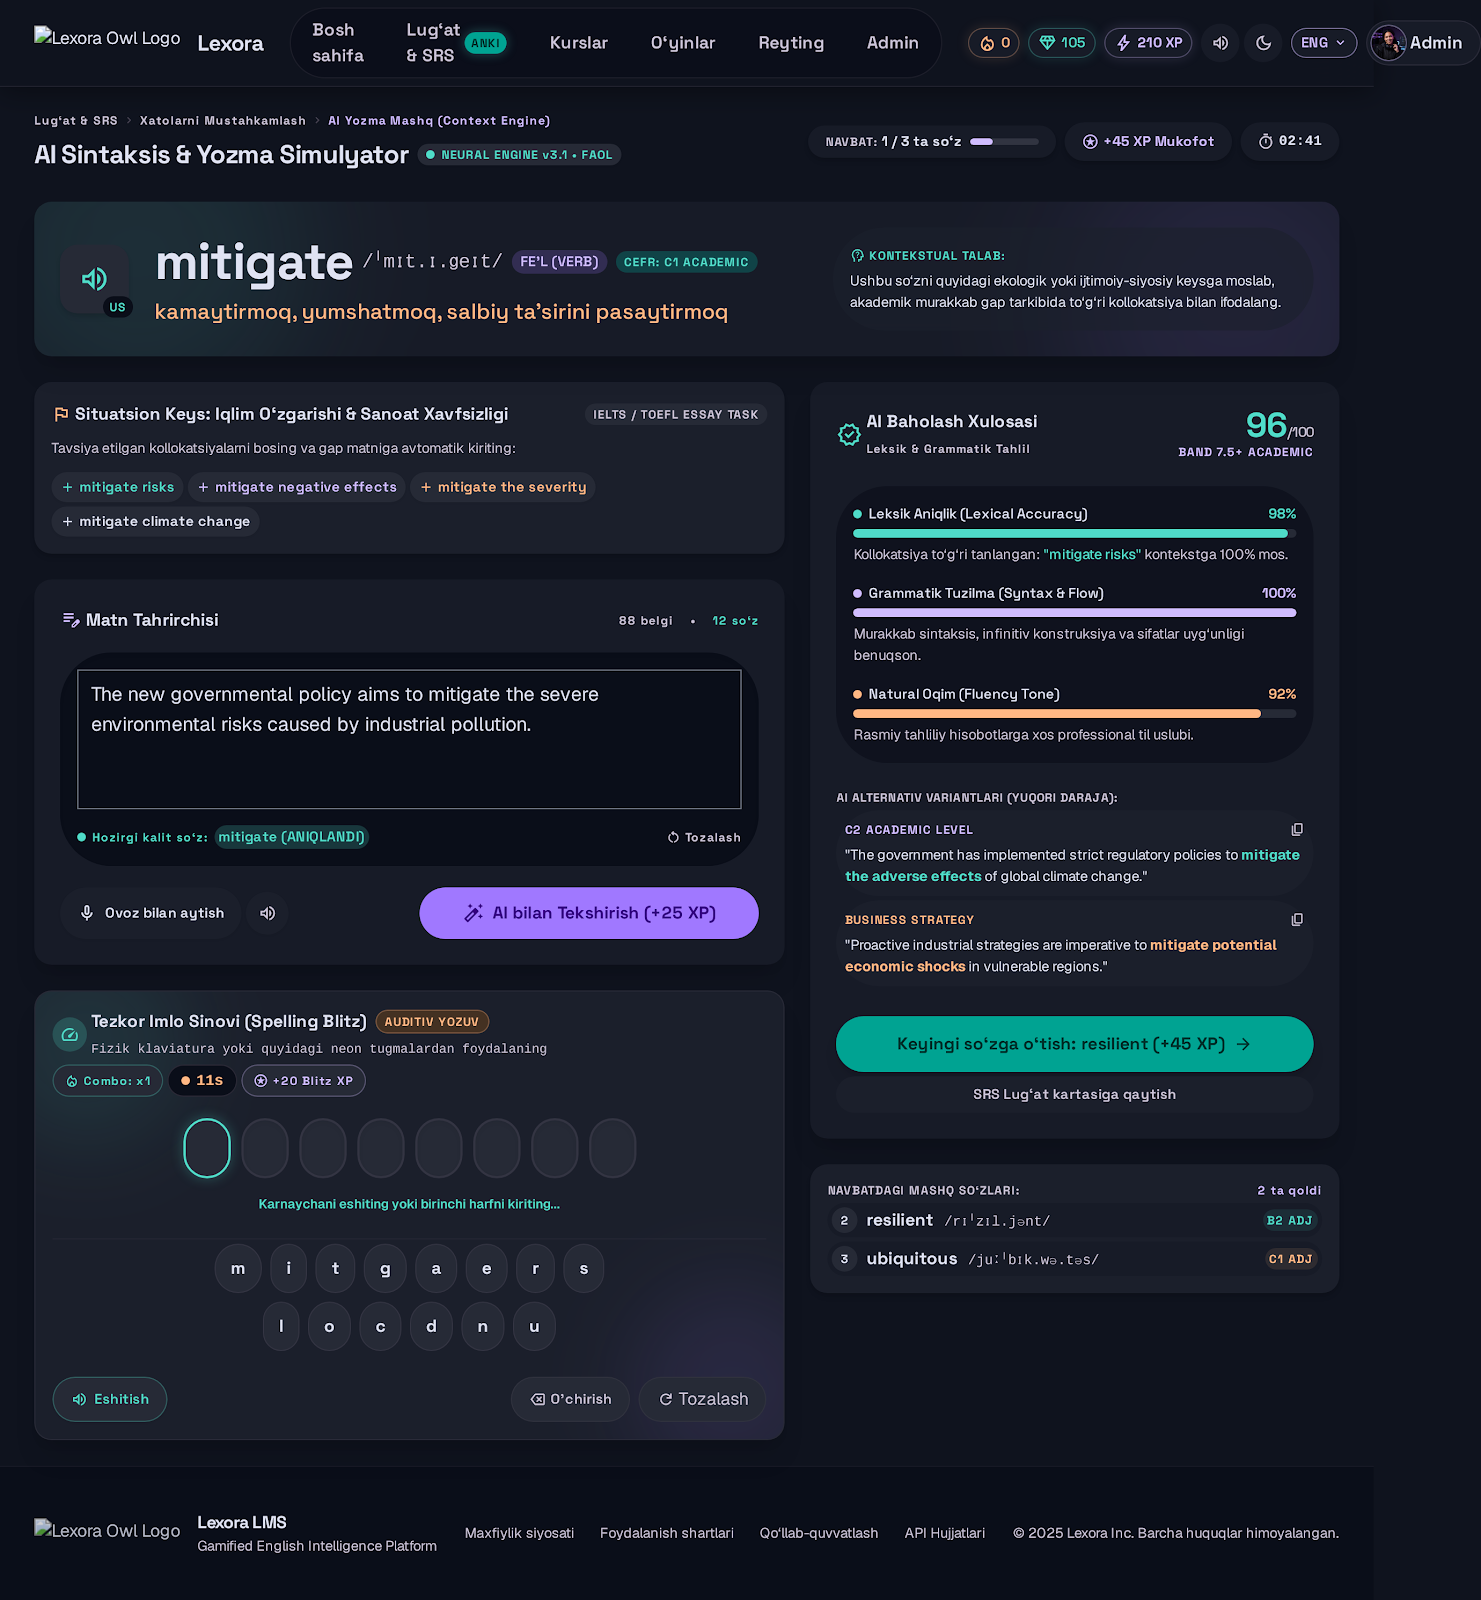 Lexora Owl Logo
Lexora
Bosh sahifa
Lug‘at & SRS
ANKI
Kurslar
O‘yinlar
Reyting
Admin
0
105
210 XP
ENG
Admin
Lug‘at & SRS › Xatolarni Mustahkamlash › AI Yozma Mashq (Context Engine)
AI Sintaksis & Yozma Simulyator
NEURAL ENGINE v3.1 • FAOL
NAVBAT: 1 / 3 ta so‘z
+45 XP Mukofot
02:41
US
mitigate /ˈmɪt.ɪ.ɡeɪt/ FE’L (VERB) CEFR: C1 ACADEMIC
kamaytirmoq, yumshatmoq, salbiy ta’sirini pasaytirmoq
KONTEKSTUAL TALAB:
Ushbu so‘zni quyidagi ekologik yoki ijtimoiy-siyosiy keysga moslab,
akademik murakkab gap tarkibida to‘g‘ri kollokatsiya bilan ifodalang.
Situatsion Keys: Iqlim O‘zgarishi & Sanoat Xavfsizligi
IELTS / TOEFL ESSAY TASK
Tavsiya etilgan kollokatsiyalarni bosing va gap matniga avtomatik kiriting:
+ mitigate risks
+ mitigate negative effects
+ mitigate the severity
+ mitigate climate change
Matn Tahrirchisi
88 belgi • 12 so‘z
The new governmental policy aims to mitigate the severe
environmental risks caused by industrial pollution.
Hozirgi kalit so‘z: mitigate (ANIQLANDI)
Tozalash
Ovoz bilan aytish
AI bilan Tekshirish (+25 XP)
Tezkor Imlo Sinovi (Spelling Blitz)
AUDITIV YOZUV
Fizik klaviatura yoki quyidagi neon tugmalardan foydalaning
Combo: x1
11s
+20 Blitz XP
Karnaychani eshiting yoki birinchi harfni kiriting...
m i t g a e r s
l o c d n u
Eshitish
O’chirish
Tozalash
AI Baholash Xulosasi
Leksik & Grammatik Tahlil
96/100
BAND 7.5+ ACADEMIC
Leksik Aniqlik (Lexical Accuracy) 98%
Kollokatsiya to‘g‘ri tanlangan: "mitigate risks" kontekstga 100% mos.
Grammatik Tuzilma (Syntax & Flow) 100%
Murakkab sintaksis, infinitiv konstruksiya va sifatlar uyg‘unligi
benuqson.
Natural Oqim (Fluency Tone) 92%
Rasmiy tahliliy hisobotlarga xos professional til uslubi.
AI ALTERNATIV VARIANTLARI (YUQORI DARAJA):
C2 ACADEMIC LEVEL
"The government has implemented strict regulatory policies to mitigate
the adverse effects of global climate change."
BUSINESS STRATEGY
"Proactive industrial strategies are imperative to mitigate potential
economic shocks in vulnerable regions."
Keyingi so‘zga o‘tish: resilient (+45 XP) →
SRS Lug‘at kartasiga qaytish
NAVBATDAGI MASHQ SO‘ZLARI:
2 ta qoldi
2 resilient /rɪˈzɪl.jənt/ B2 ADJ
3 ubiquitous /juːˈbɪk.wə.təs/ C1 ADJ
Lexora Owl Logo
Lexora LMS
Gamified English Intelligence Platform
Maxfiylik siyosati
Foydalanish shartlari
Qo‘llab-quvvatlash
API Hujjatlari
© 2025 Lexora Inc. Barcha huquqlar himoyalangan.